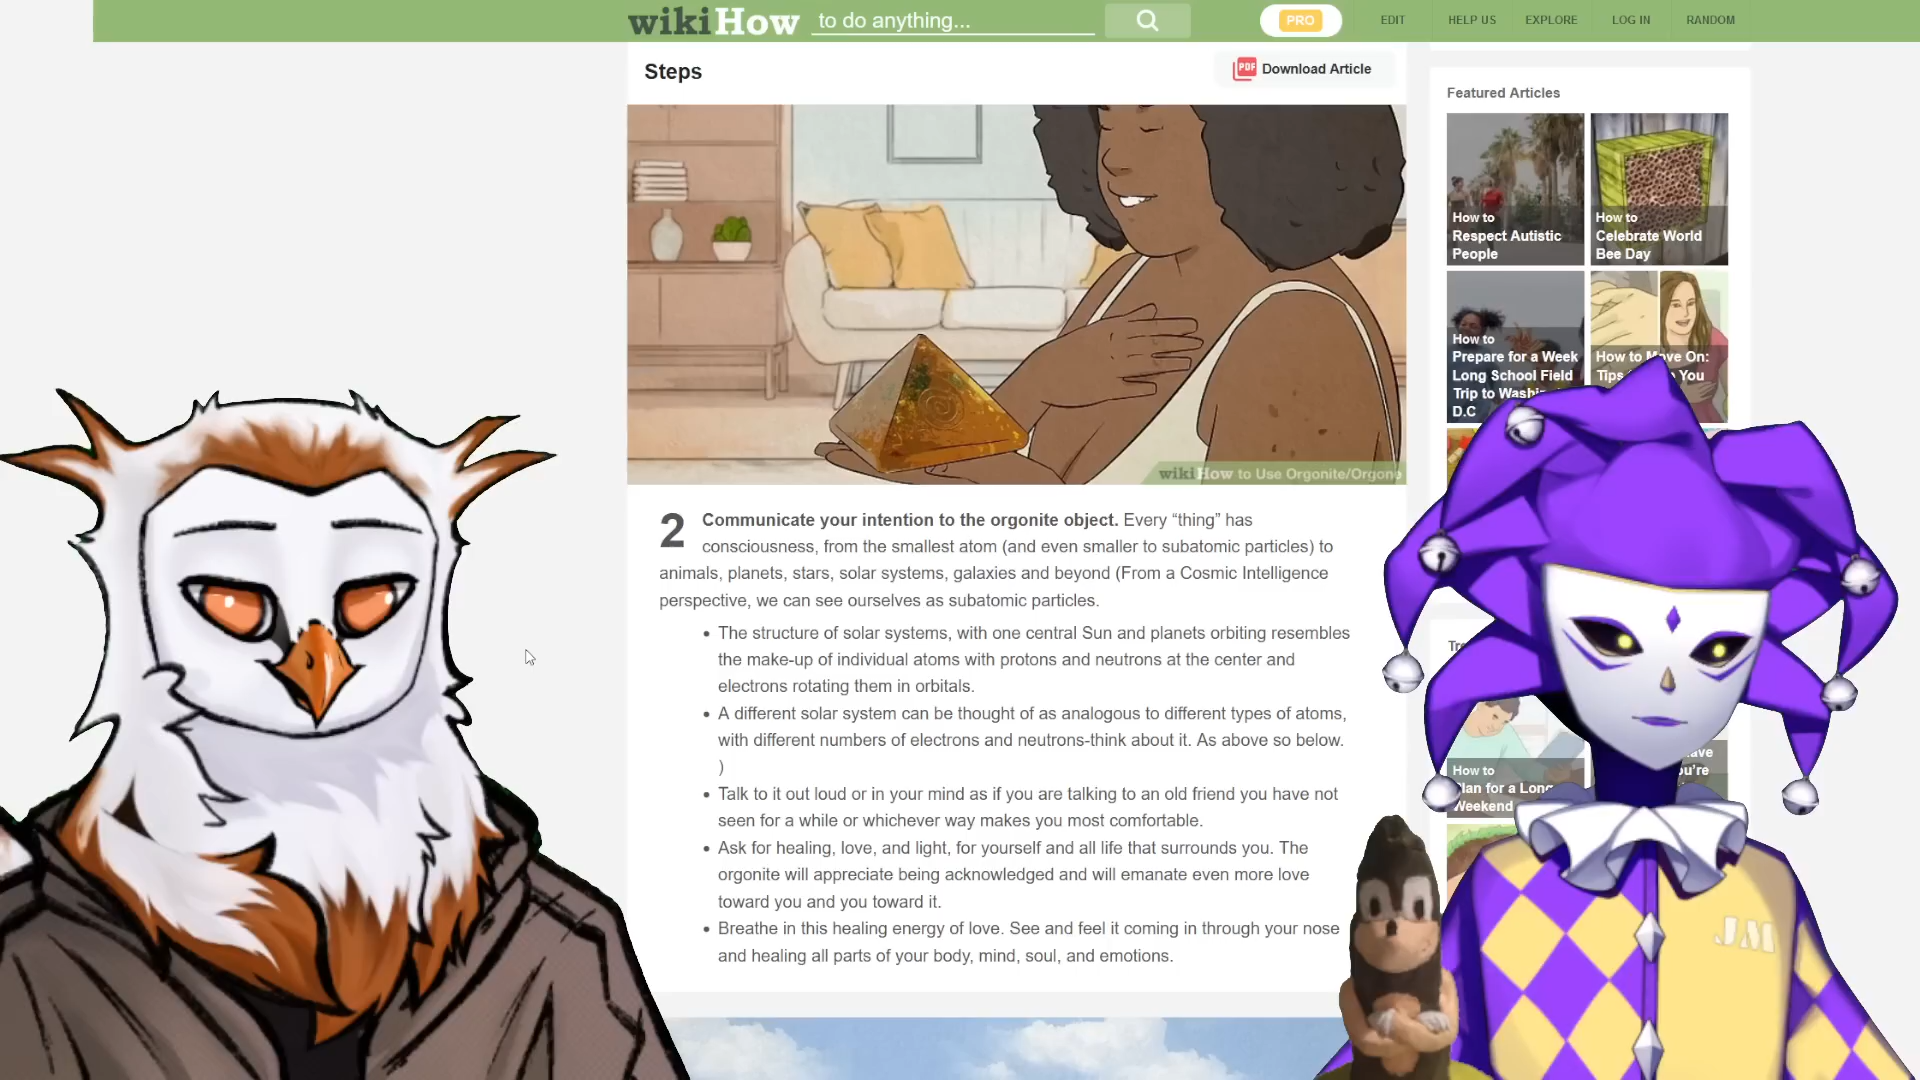 wikiHow to do anything... PRO EDIT HELP US EXPLORE LOG IN RANDOM
Steps
PDF Download Article
wikiHow to Use Orgonite/Orgone
2 Communicate your intention to the orgonite object. Every “thing” has
consciousness, from the smallest atom (and even smaller to subatomic particles) to
animals, planets, stars, solar systems, galaxies and beyond (From a Cosmic Intelligence
perspective, we can see ourselves as subatomic particles.
• The structure of solar systems, with one central Sun and planets orbiting resembles
the make-up of individual atoms with protons and neutrons at the center and
electrons rotating them in orbitals.
• A different solar system can be thought of as analogous to different types of atoms,
with different numbers of electrons and neutrons-think about it. As above so below.
)
• Talk to it out loud or in your mind as if you are talking to an old friend you have not
seen for a while or whichever way makes you most comfortable.
• Ask for healing, love, and light, for yourself and all life that surrounds you. The
orgonite will appreciate being acknowledged and will emanate even more love
toward you and you toward it.
• Breathe in this healing energy of love. See and feel it coming in through your nose
and healing all parts of your body, mind, soul, and emotions.
Featured Articles
How to
Respect Autistic
People
How to
Celebrate World
Bee Day
How to
Prepare for a Week
Long School Field
Trip to
D.C
How to Move On:
Tips You
How to
Plan for a Long
Weekend
you're
JM